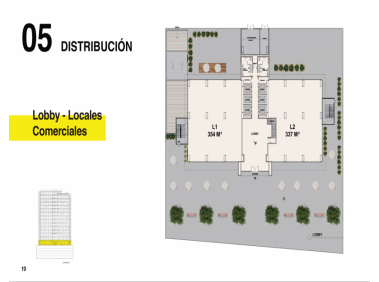 05 DISTRIBUCIÓN
Lobby - Locales
Comerciales
L1
354 M²
LOBBY
L2
337 M²
LOBBY
19